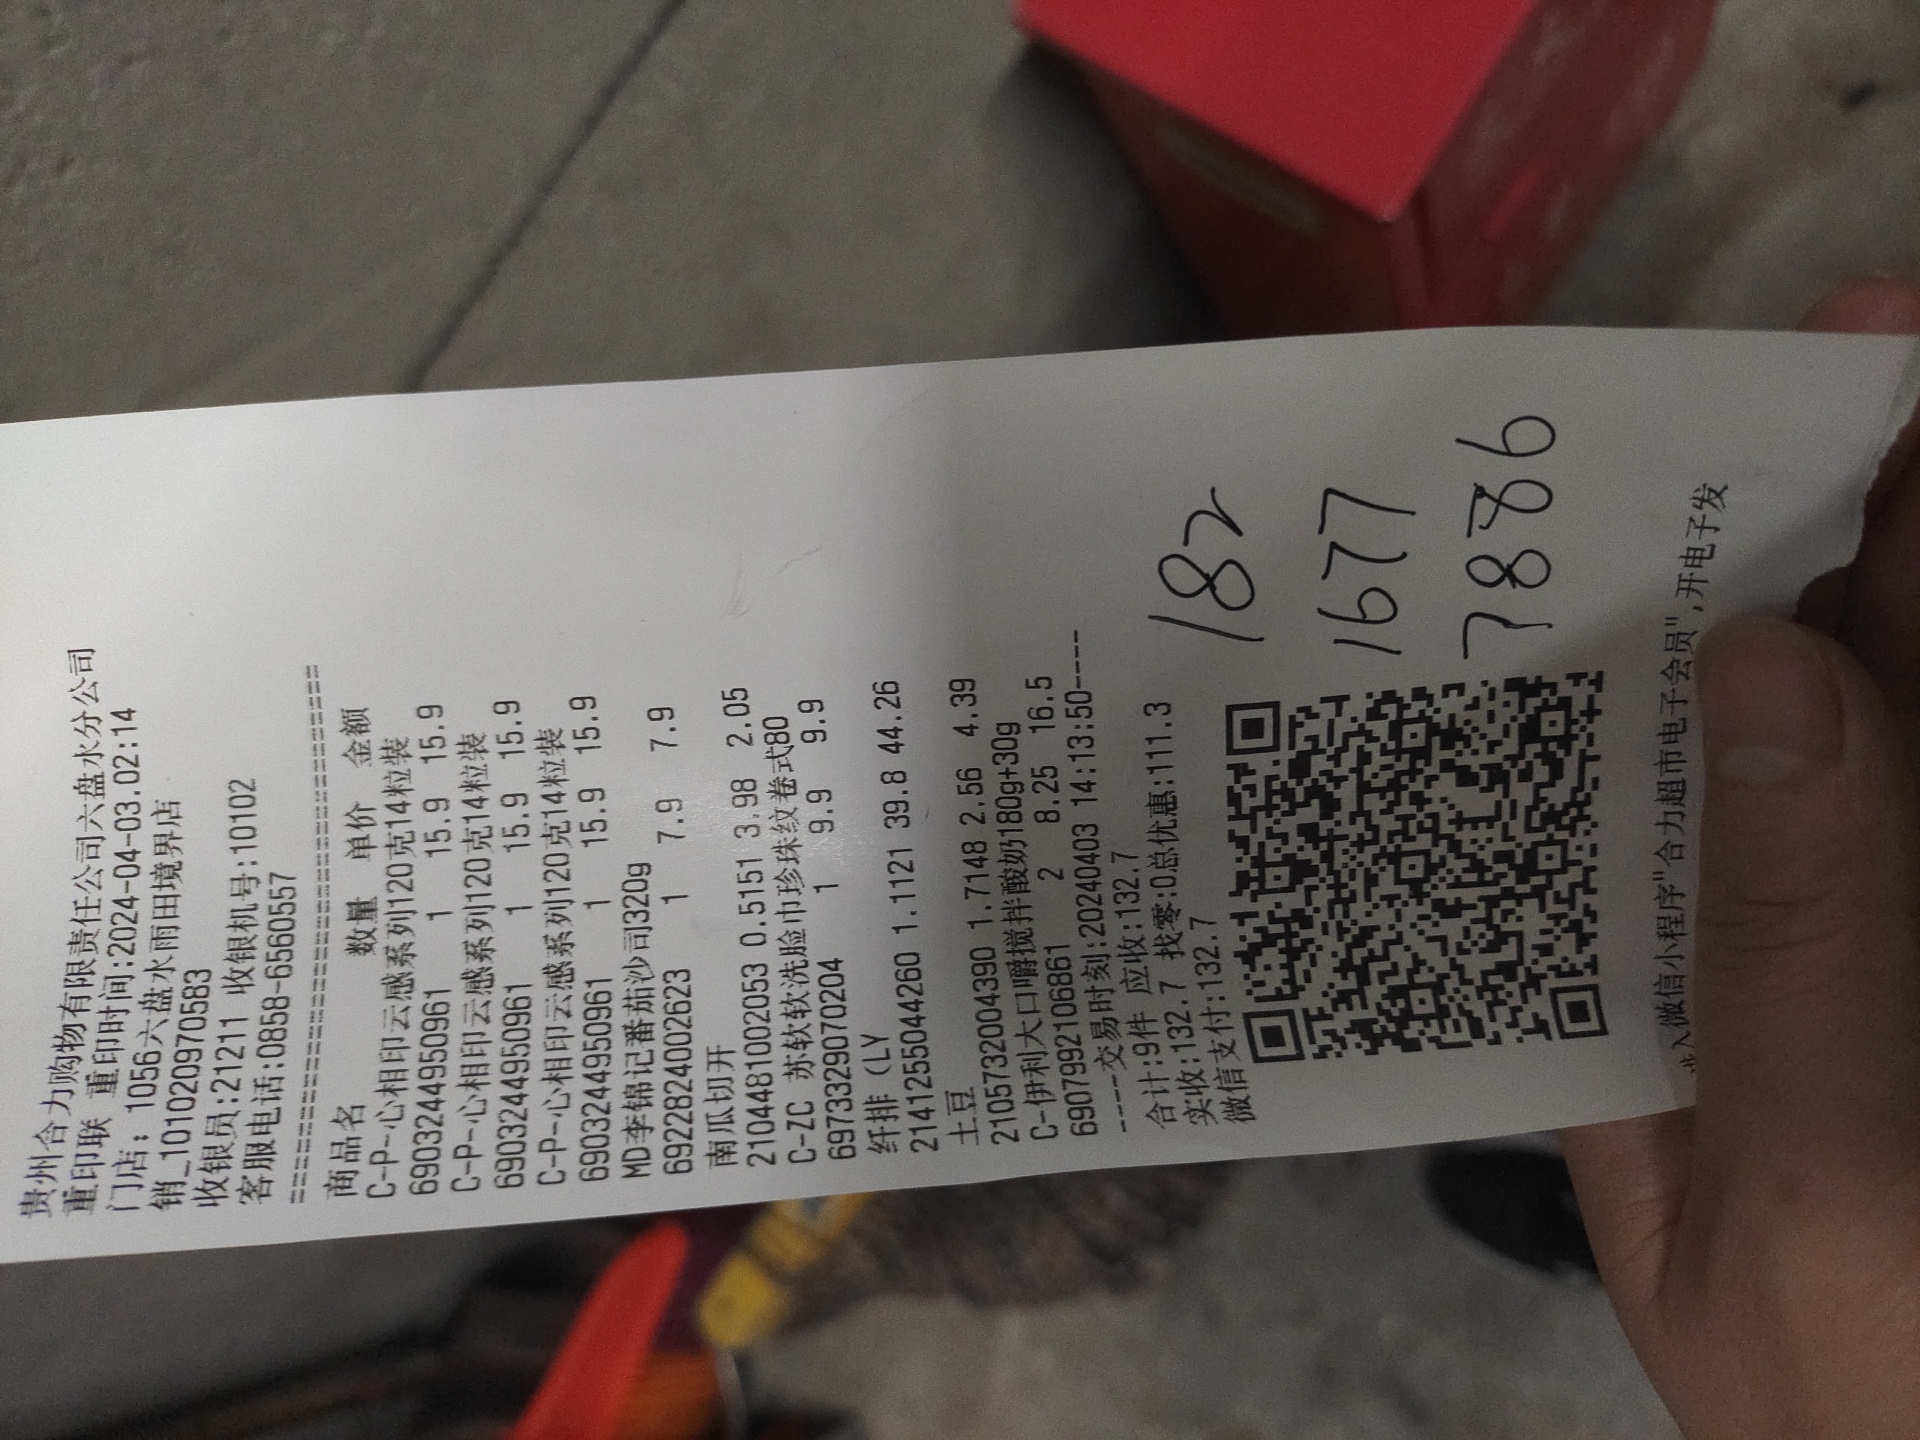 贵州合力购物有限责任公司六盘水分公司
重印联 重印时间:2024-04-03.02:14
门店: 1056六盘水雨田境界店
销_101020970583
收银员:21211 收银机号:10102
客服电话:0858-6560557
商品名 数量 单价 金额
C-P-心相印云感系列120克14粒装
6903244950961 1 15.9 15.9
C-P-心相印云感系列120克14粒装
6903244950961 1 15.9 15.9
C-P-心相印云感系列120克14粒装
6903244950961 1 15.9 15.9
MD李锦记番茄沙司320g
6922824002623 1 7.9 7.9
南瓜切开
2104481002053 0.5151 3.98 2.05
C-ZC 苏软软洗脸巾珍珠纹卷式80
6973329070204 1 9.9 9.9
纤排 (LY
2141255044260 1.1121 39.8 44.26
土豆
2105732004390 1.7148 2.56 4.39
C-伊利大口嚼搅拌酸奶180g+30g
6907992106861 2 8.25 16.5
----交易时刻:20240403 14:13:50----
合计:9件 应收:132.7
实收:132.7 找零:0总优惠:111.3
微信支付:132.7
182
1677
7886
入微信小程序"合力超市电子会员",开电子发